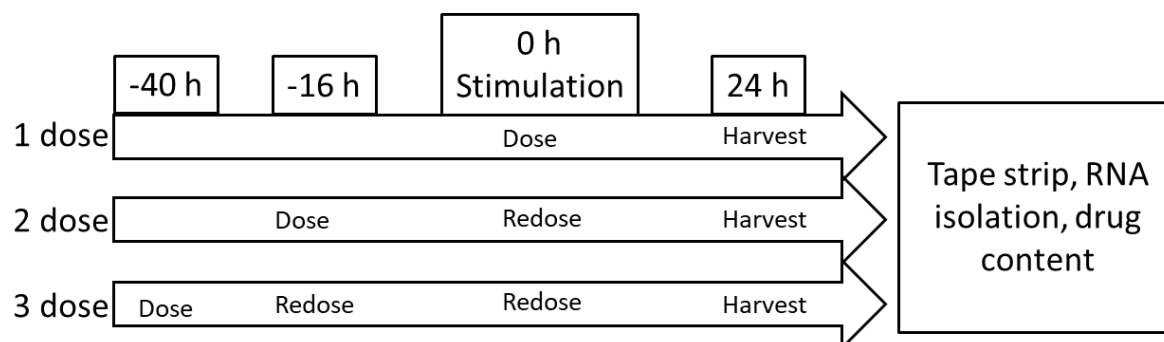 0 h
-40 h -16 h Stimulation 24 h
1 dose Dose Harvest
2 dose Dose Redose Harvest
3 dose Dose Redose Redose Harvest
Tape strip, RNA
isolation, drug
content